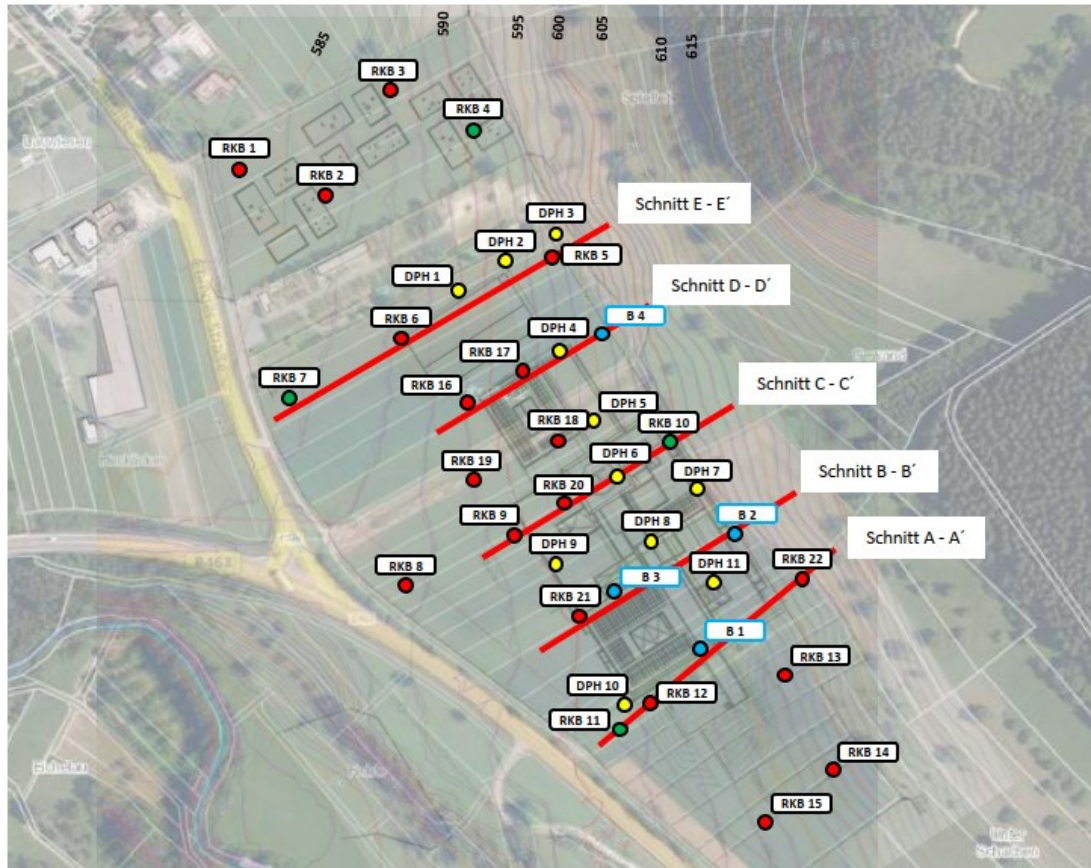 585
590
595
600
605
610
615
RKB 3
RKB 4
RKB 1
RKB 2
DPH 3
Schnitt E - E´
DPH 2
RKB 5
DPH 1
Schnitt D - D´
RKB 6
B 4
DPH 4
RKB 17
RKB 7
RKB 16
Schnitt C - C´
DPH 5
RKB 18
RKB 10
DPH 6
RKB 19
DPH 7
Schnitt B - B´
RKB 20
RKB 9
B 2
DPH 8
Schnitt A - A´
DPH 9
RKB 8
DPH 11
RKB 22
B 3
RKB 21
B 1
RKB 13
DPH 10
RKB 12
RKB 11
RKB 14
RKB 15
Unter